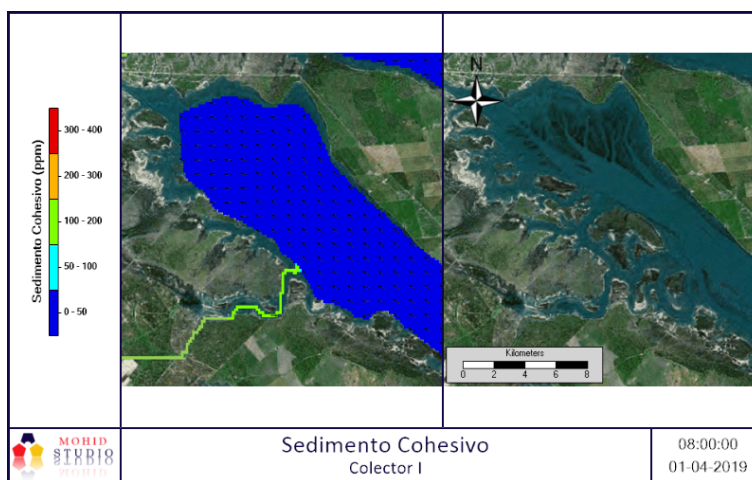 Sedimento Cohesivo (ppm)
300 - 400
200 - 300
100 - 200
50 - 100
0 - 50
N
Kilometers
0 2 4 6 8
MOHID
STUDIO
Sedimento Cohesivo
Colector I
08:00:00
01-04-2019